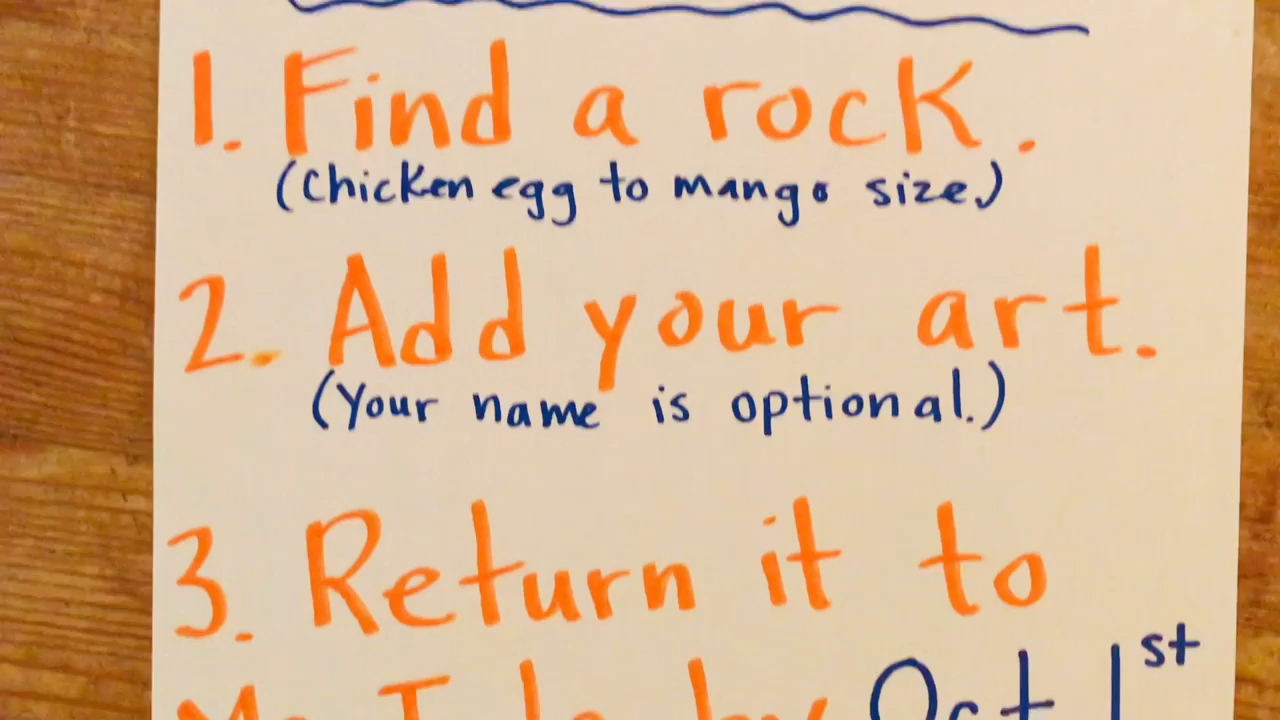 1. Find a rock.
(Chicken egg to mango size.)
2. Add your art.
(Your name is optional.)
3. Return it to
by Oct 1st